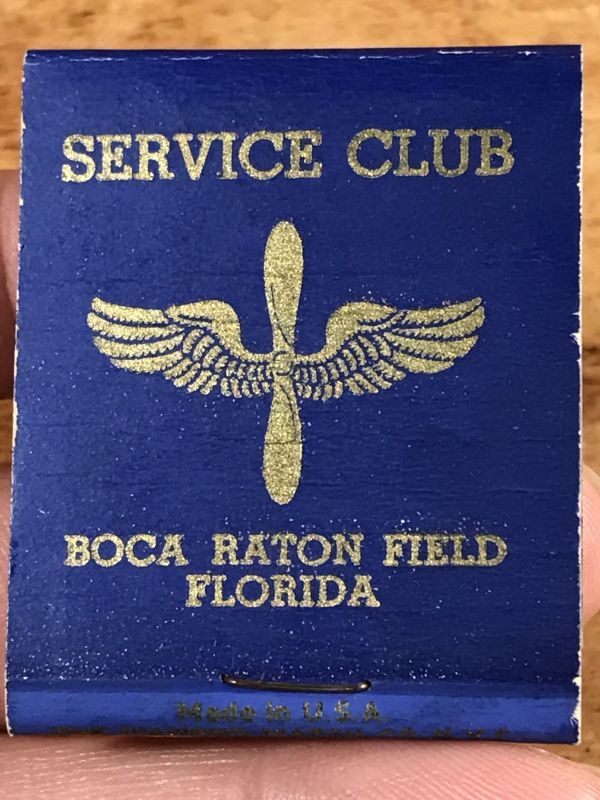 SERVICE CLUB
BOCA RATON FIELD
FLORIDA
Made in U.S.A.